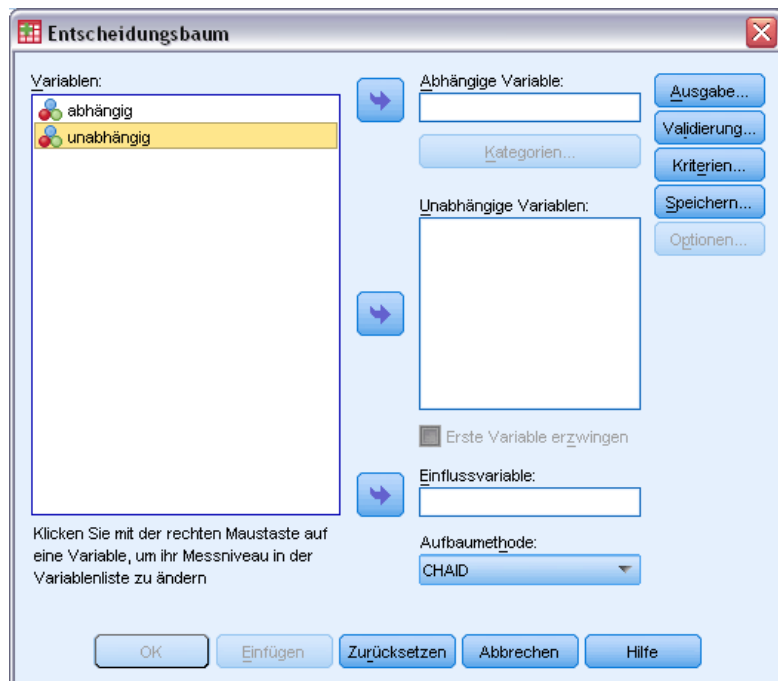 Entscheidungsbaum
Variablen:
abhängig
unabhängig
Klicken Sie mit der rechten Maustaste auf
eine Variable, um ihr Messniveau in der
Variablenliste zu ändern
Abhängige Variable:
Kategorien...
Unabhängige Variablen:
Erste Variable erzwingen
Einflussvariable:
Aufbaumethode:
CHAID
Ausgabe...
Validierung...
Kriterien...
Speichern...
Optionen...
OK
Einfügen
Zurücksetzen
Abbrechen
Hilfe